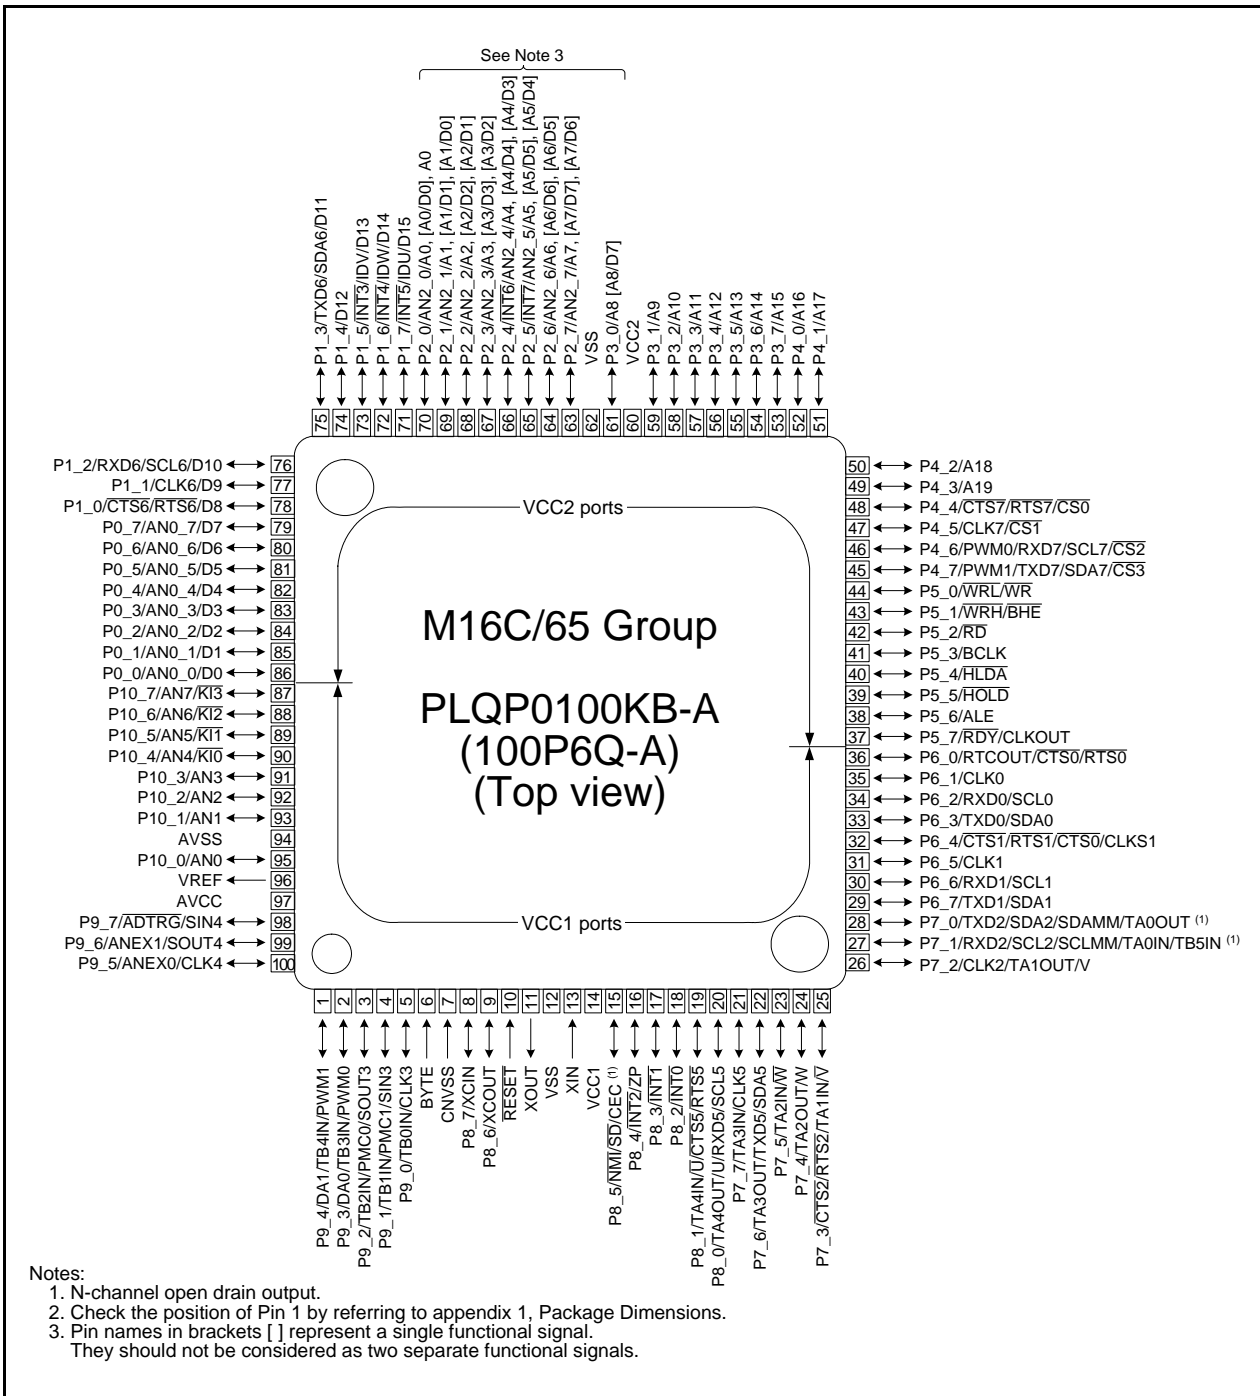 See Note 3
P1_3/TXD6/SDA6/D11
P1_4/D12
P1_5/INT3/IDV/D13
P1_6/INT4/IDW/D14
P1_7/INT5/IDU/D15
P2_0/AN2_0/A0, [A0/D0], A0
P2_1/AN2_1/A1, [A1/D1], [A1/D0]
P2_2/AN2_2/A2, [A2/D2], [A2/D1]
P2_3/AN2_3/A3, [A3/D3], [A3/D2]
P2_4/INT6/AN2_4/A4, [A4/D4], [A4/D3]
P2_5/INT7/AN2_5/A5, [A5/D5], [A5/D4]
P2_6/AN2_6/A6, [A6/D6], [A6/D5]
P2_7/AN2_7/A7, [A7/D7], [A7/D6]
VSS
P3_0/A8 [A8/D7]
VCC2
P3_1/A9
P3_2/A10
P3_3/A11
P3_4/A12
P3_5/A13
P3_6/A14
P3_7/A15
P4_0/A16
P4_1/A17
75 74 73 72 71 70 69 68 67 66 65 64 63 62 61 60 59 58 57 56 55 54 53 52 51
P1_2/RXD6/SCL6/D10 76
P1_1/CLK6/D9 77
P1_0/CTS6/RTS6/D8 78
P0_7/AN0_7/D7 79
P0_6/AN0_6/D6 80
P0_5/AN0_5/D5 81
P0_4/AN0_4/D4 82
P0_3/AN0_3/D3 83
P0_2/AN0_2/D2 84
P0_1/AN0_1/D1 85
P0_0/AN0_0/D0 86
P10_7/AN7/KI3 87
P10_6/AN6/KI2 88
P10_5/AN5/KI1 89
P10_4/AN4/KI0 90
P10_3/AN3 91
P10_2/AN2 92
P10_1/AN1 93
AVSS 94
P10_0/AN0 95
VREF 96
AVCC 97
P9_7/ADTRG/SIN4 98
P9_6/ANEX1/SOUT4 99
P9_5/ANEX0/CLK4 100
VCC2 ports
M16C/65 Group
PLQP0100KB-A
(100P6Q-A)
(Top view)
VCC1 ports
50 P4_2/A18
49 P4_3/A19
48 P4_4/CTS7/RTS7/CS0
47 P4_5/CLK7/CS1
46 P4_6/PWM0/RXD7/SCL7/CS2
45 P4_7/PWM1/TXD7/SDA7/CS3
44 P5_0/WRL/WR
43 P5_1/WRH/BHE
42 P5_2/RD
41 P5_3/BCLK
40 P5_4/HLDA
39 P5_5/HOLD
38 P5_6/ALE
37 P5_7/RDY/CLKOUT
36 P6_0/RTCOUT/CTS0/RTS0
35 P6_1/CLK0
34 P6_2/RXD0/SCL0
33 P6_3/TXD0/SDA0
32 P6_4/CTS1/RTS1/CTS0/CLKS1
31 P6_5/CLK1
30 P6_6/RXD1/SCL1
29 P6_7/TXD1/SDA1
28 P7_0/TXD2/SDA2/SDAMM/TA0OUT (1)
27 P7_1/RXD2/SCL2/SCLMM/TA0IN/TB5IN (1)
26 P7_2/CLK2/TA1OUT/V
1 2 3 4 5 6 7 8 9 10 11 12 13 14 15 16 17 18 19 20 21 22 23 24 25
P9_4/DA1/TB4IN/PWM1
P9_3/DA0/TB3IN/PWM0
P9_2/TB2IN/PMC0/SOUT3
P9_1/TB1IN/PMC1/SIN3
P9_0/TB0IN/CLK3
BYTE
CNVSS
P8_7/XCIN
P8_6/XCOUT
RESET
XOUT
VSS
XIN
VCC1
P8_5/NMI/SD/CEC (1)
P8_4/INT2/ZP
P8_3/INT1
P8_2/INT0
P8_1/TA4IN/U/CTS5/RTS5
P8_0/TA4OUT/U/RXD5/SCL5
P7_7/TA3IN/CLK5
P7_6/TA3OUT/TXD5/SDA5
P7_5/TA2IN/W
P7_4/TA2OUT/W
P7_3/CTS2/RTS2/TA1IN/V
Notes:
1. N-channel open drain output.
2. Check the position of Pin 1 by referring to appendix 1, Package Dimensions.
3. Pin names in brackets [ ] represent a single functional signal.
They should not be considered as two separate functional signals.